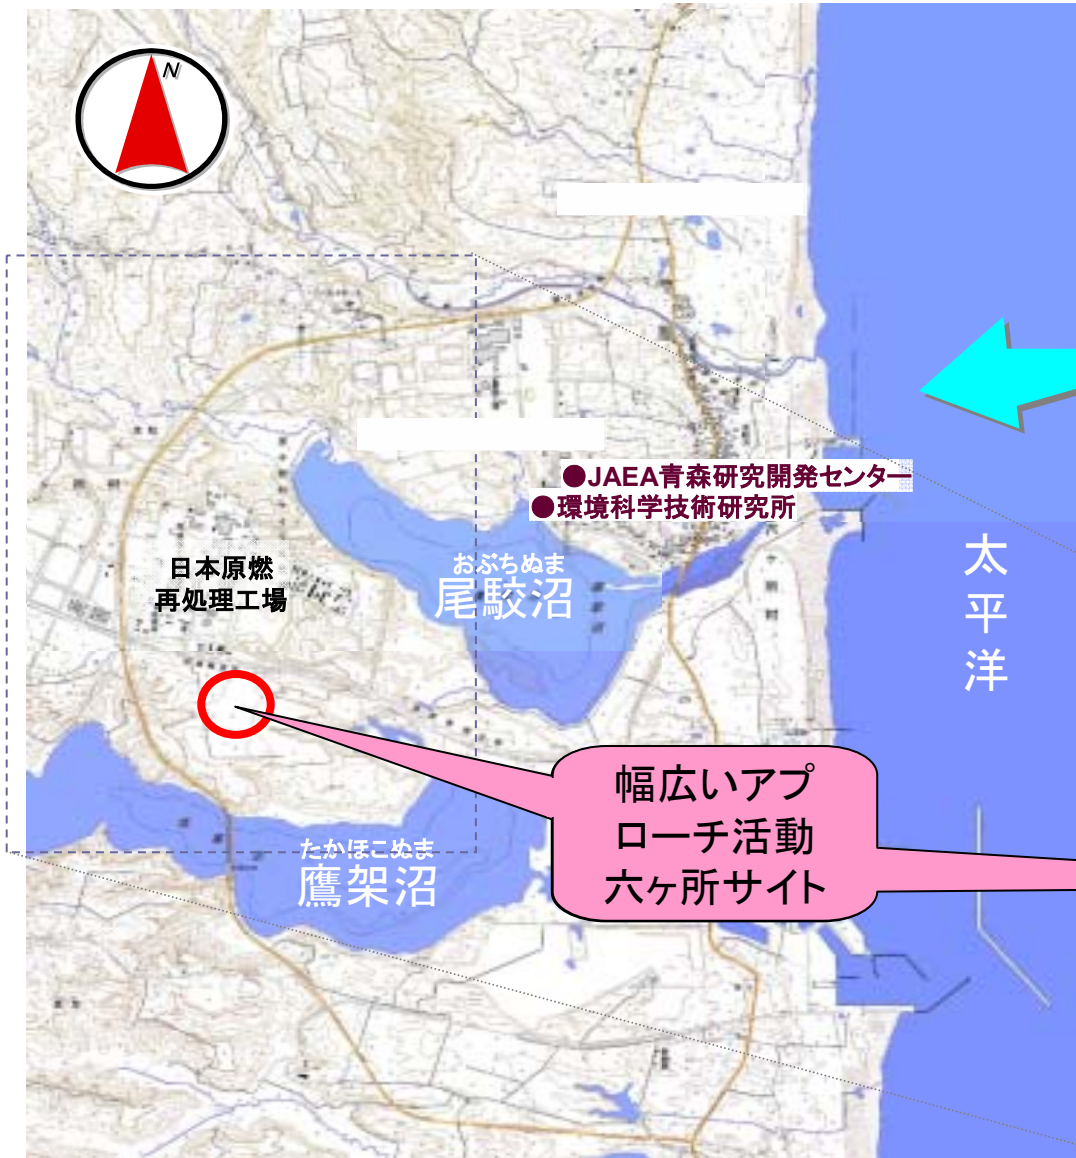 N
●JAEA青森研究開発センター
●環境科学技術研究所
日本原燃
再処理工場
おぶちぬま
尾駮沼
太平洋
幅広いアプ
ローチ活動
六ヶ所サイト
たかほこぬま
鷹架沼